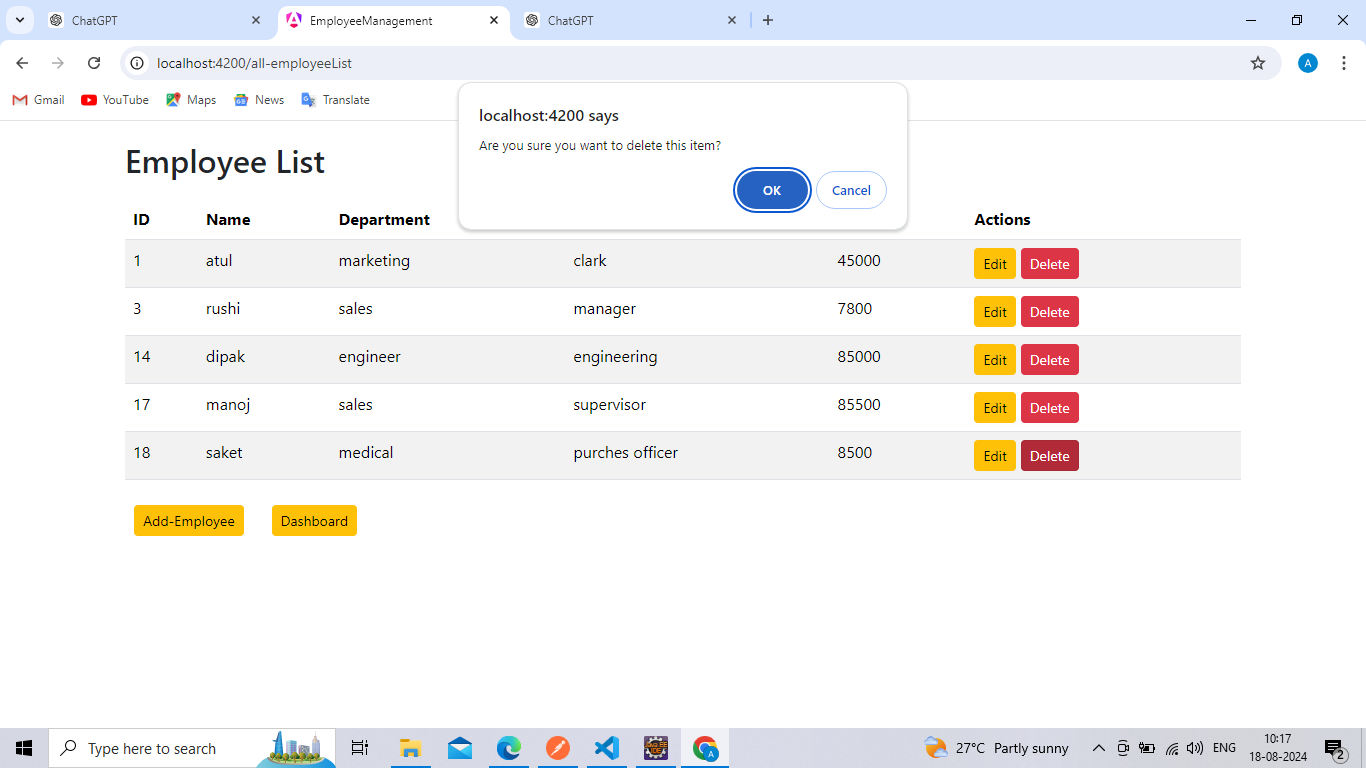 ChatGPT
EmployeeManagement
ChatGPT
localhost:4200/all-employeeList
A
Gmail
YouTube
Maps
News
Translate
localhost:4200 says
Are you sure you want to delete this item?
OK
Cancel
Employee List
ID Name Department Actions
1 atul marketing clark 45000 Edit Delete
3 rushi sales manager 7800 Edit Delete
14 dipak engineer engineering 85000 Edit Delete
17 manoj sales supervisor 85500 Edit Delete
18 saket medical purches officer 8500 Edit Delete
Add-Employee Dashboard
Type here to search
27°C Partly sunny
ENG
10:17
18-08-2024
2